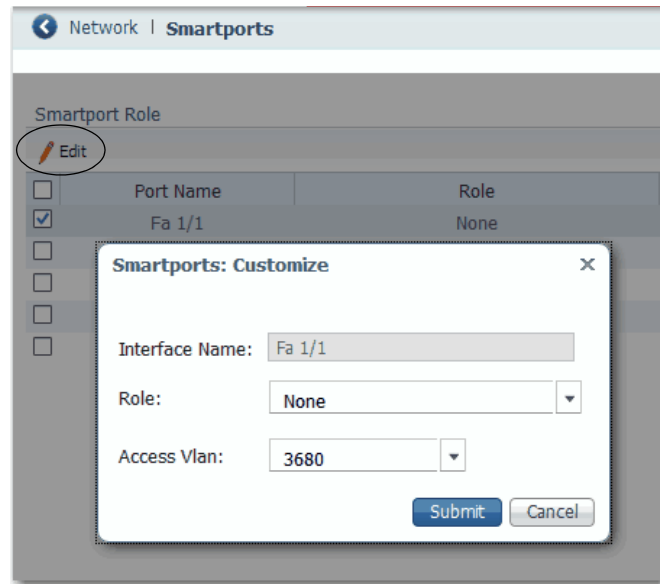 Network | Smartports
Smartport Role
Edit
Port Name Role
Fa 1/1 None
Smartports: Customize
Interface Name: Fa 1/1
Role: None
Access Vlan: 3680
Submit Cancel